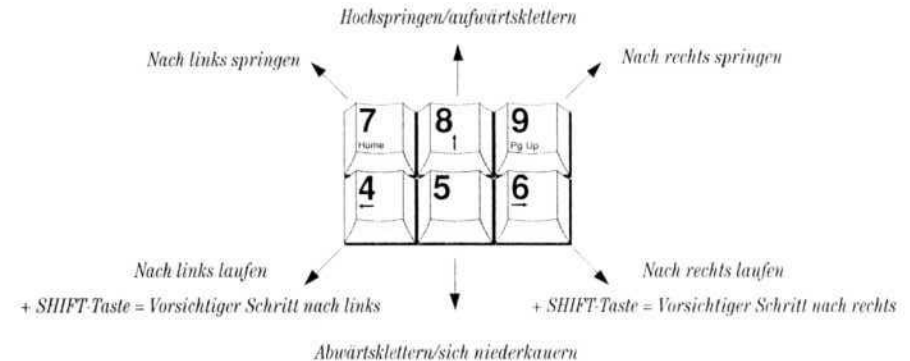 Hochspringen/aufwärtsklettern
Nach links springen
Nach rechts springen
7 8 9
Home ↑ Pg Up
4 5 6
← →
Nach links laufen
Nach rechts laufen
+ SHIFT-Taste = Vorsichtiger Schritt nach links
+ SHIFT-Taste = Vorsichtiger Schritt nach rechts
Abwärtsklettern/sich niederkauern